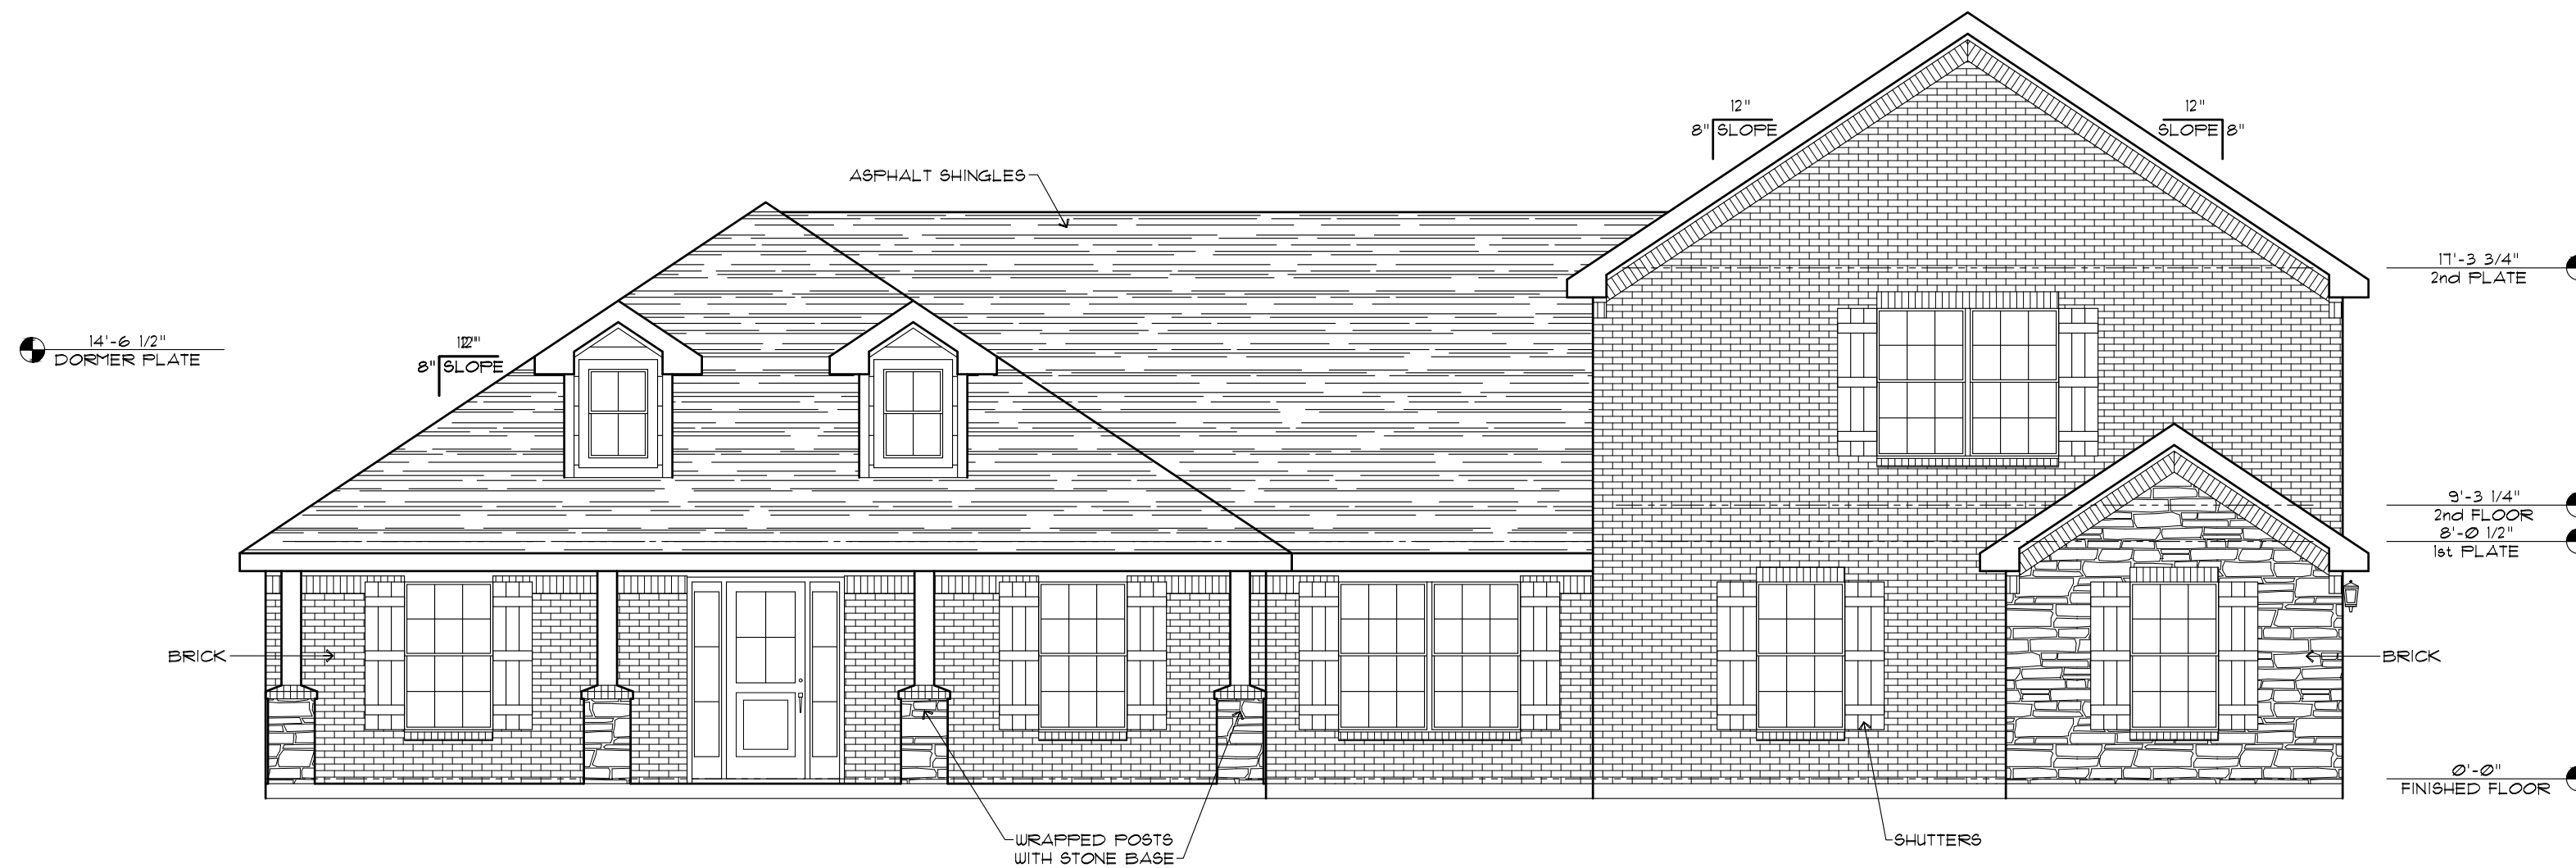 12"
8" SLOPE
12"
SLOPE 8"
ASPHALT SHINGLES
17'-3 3/4"
2nd PLATE
14'-6 1/2"
DORMER PLATE
12"
8" SLOPE
9'-3 1/4"
2nd FLOOR
8'-0 1/2"
1st PLATE
BRICK
BRICK
0'-0"
FINISHED FLOOR
WRAPPED POSTS
WITH STONE BASE
SHUTTERS